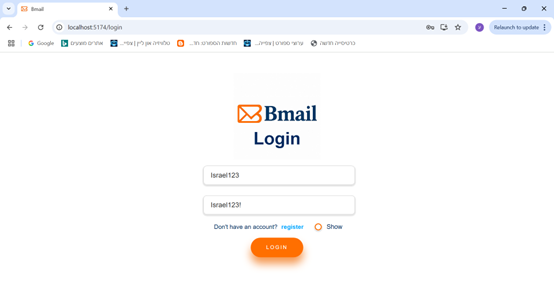 Bmail
localhost:5174/login
Relaunch to update
Google
אתרים מוצעים
טלוויזיה און ליין | צפיי...
חדשות הספורט: חד...
ערוצי ספורט | צפייה...
כרטיסייה חדשה
Bmail
Login
Israel123
Israel123!
Don't have an account? register Show
LOGIN